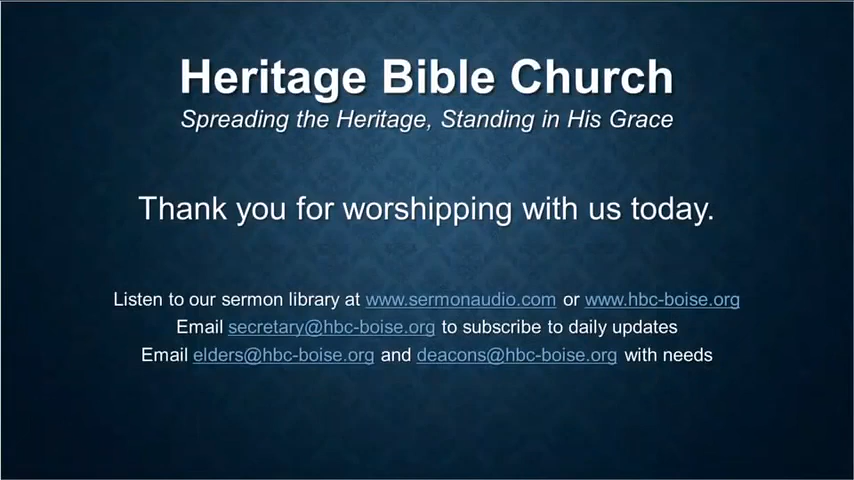 Heritage Bible Church
Spreading the Heritage, Standing in His Grace
Thank you for worshipping with us today.
Listen to our sermon library at www.sermonaudio.com or www.hbc-boise.org
Email secretary@hbc-boise.org to subscribe to daily updates
Email elders@hbc-boise.org and deacons@hbc-boise.org with needs